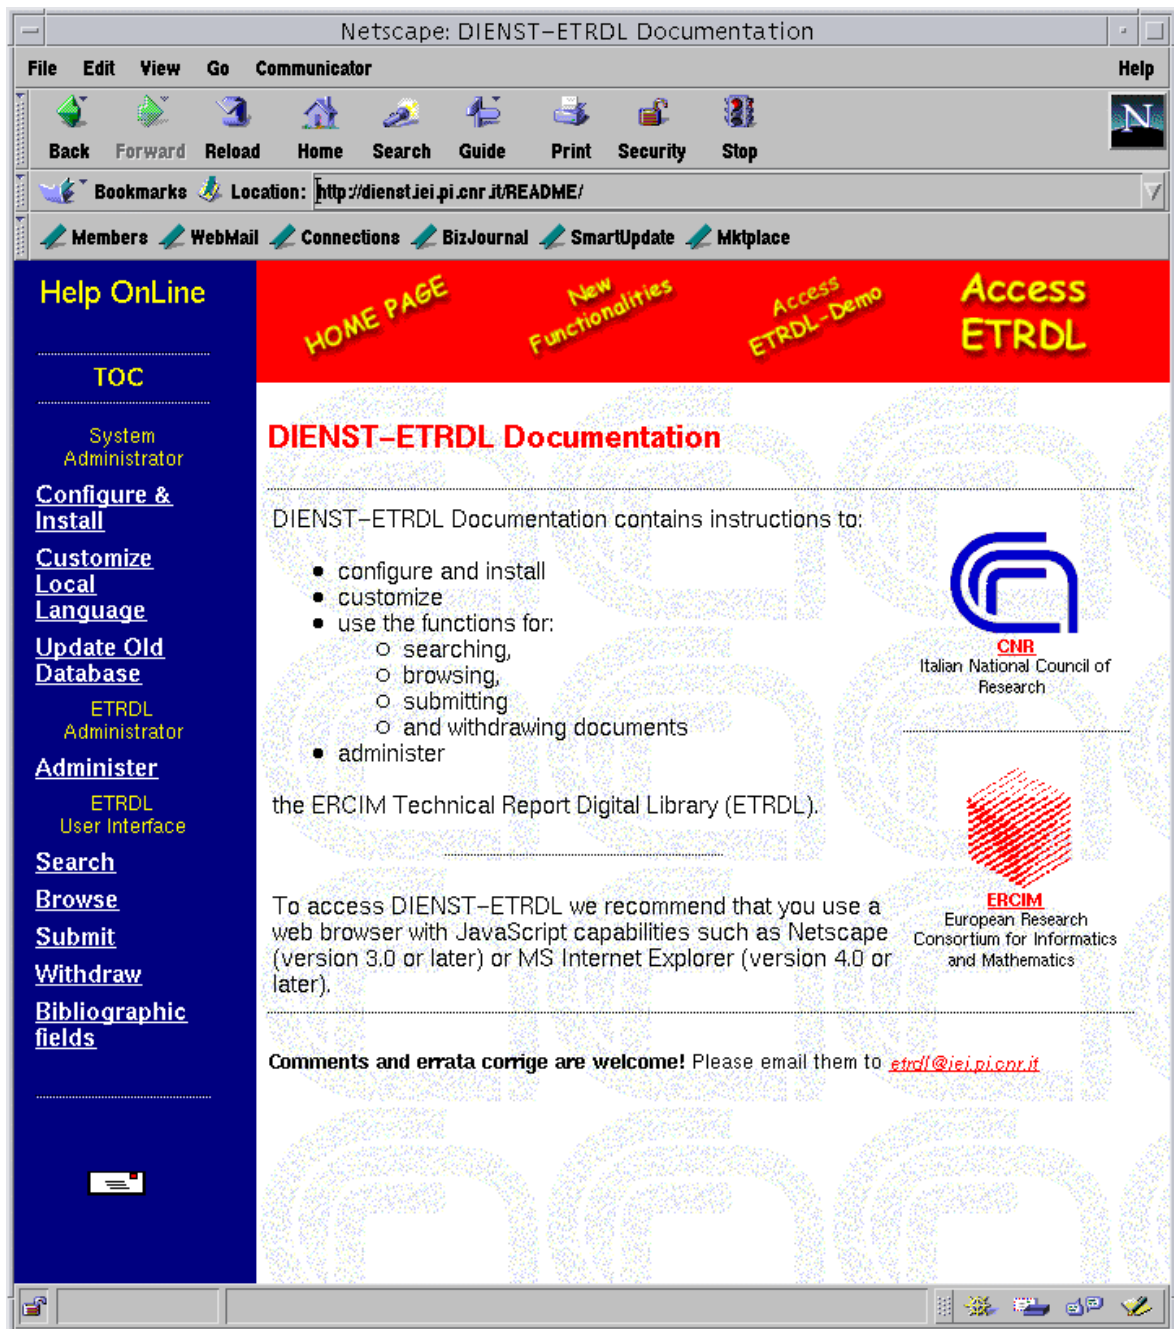 Netscape: DIENST-ETRDL Documentation
File Edit View Go Communicator Help
Back Forward Reload Home Search Guide Print Security Stop
N
Bookmarks Location: http://dienst.iei.pi.cnr.it/README/
Members WebMail Connections BizJournal SmartUpdate Mktplace
Help OnLine
TOC
System
Administrator
Configure &
Install
Customize
Local
Language
Update Old
Database
ETRDL
Administrator
Administer
ETRDL
User Interface
Search
Browse
Submit
Withdraw
Bibliographic
fields
HOME PAGE
New
Functionalities
Access
ETRDL-Demo
Access
ETRDL
DIENST-ETRDL Documentation
DIENST-ETRDL Documentation contains instructions to:
configure and install
customize
use the functions for:
searching,
browsing,
submitting
and withdrawing documents
administer
the ERCIM Technical Report Digital Library (ETRDL).
To access DIENST-ETRDL we recommend that you use a
web browser with JavaScript capabilities such as Netscape
(version 3.0 or later) or MS Internet Explorer (version 4.0 or
later).
CNR
Italian National Council of
Research
ERCIM
European Research
Consortium for Informatics
and Mathematics
Comments and errata corrige are welcome! Please email them to etrdl@iei.pi.cnr.it